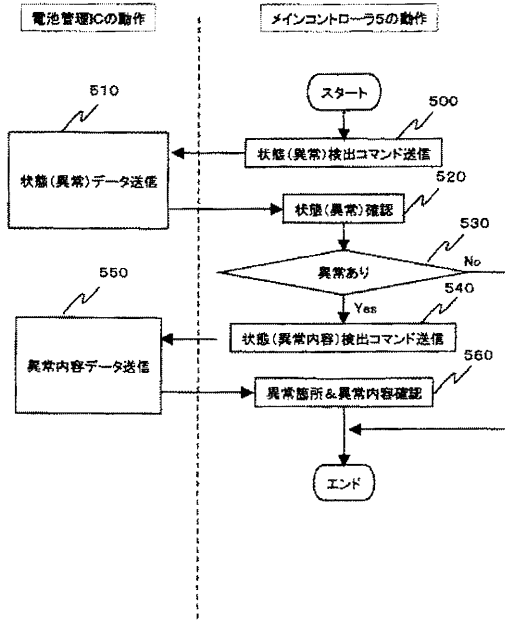 電池管理ICの動作
メインコントローラ5の動作
スタート
500
状態(異常)検出コマンド送信
510
状態(異常)データ送信
520
状態(異常)確認
530
異常あり
No
Yes
540
状態(異常内容)検出コマンド送信
550
異常内容データ送信
560
異常箇所&異常内容確認
エンド